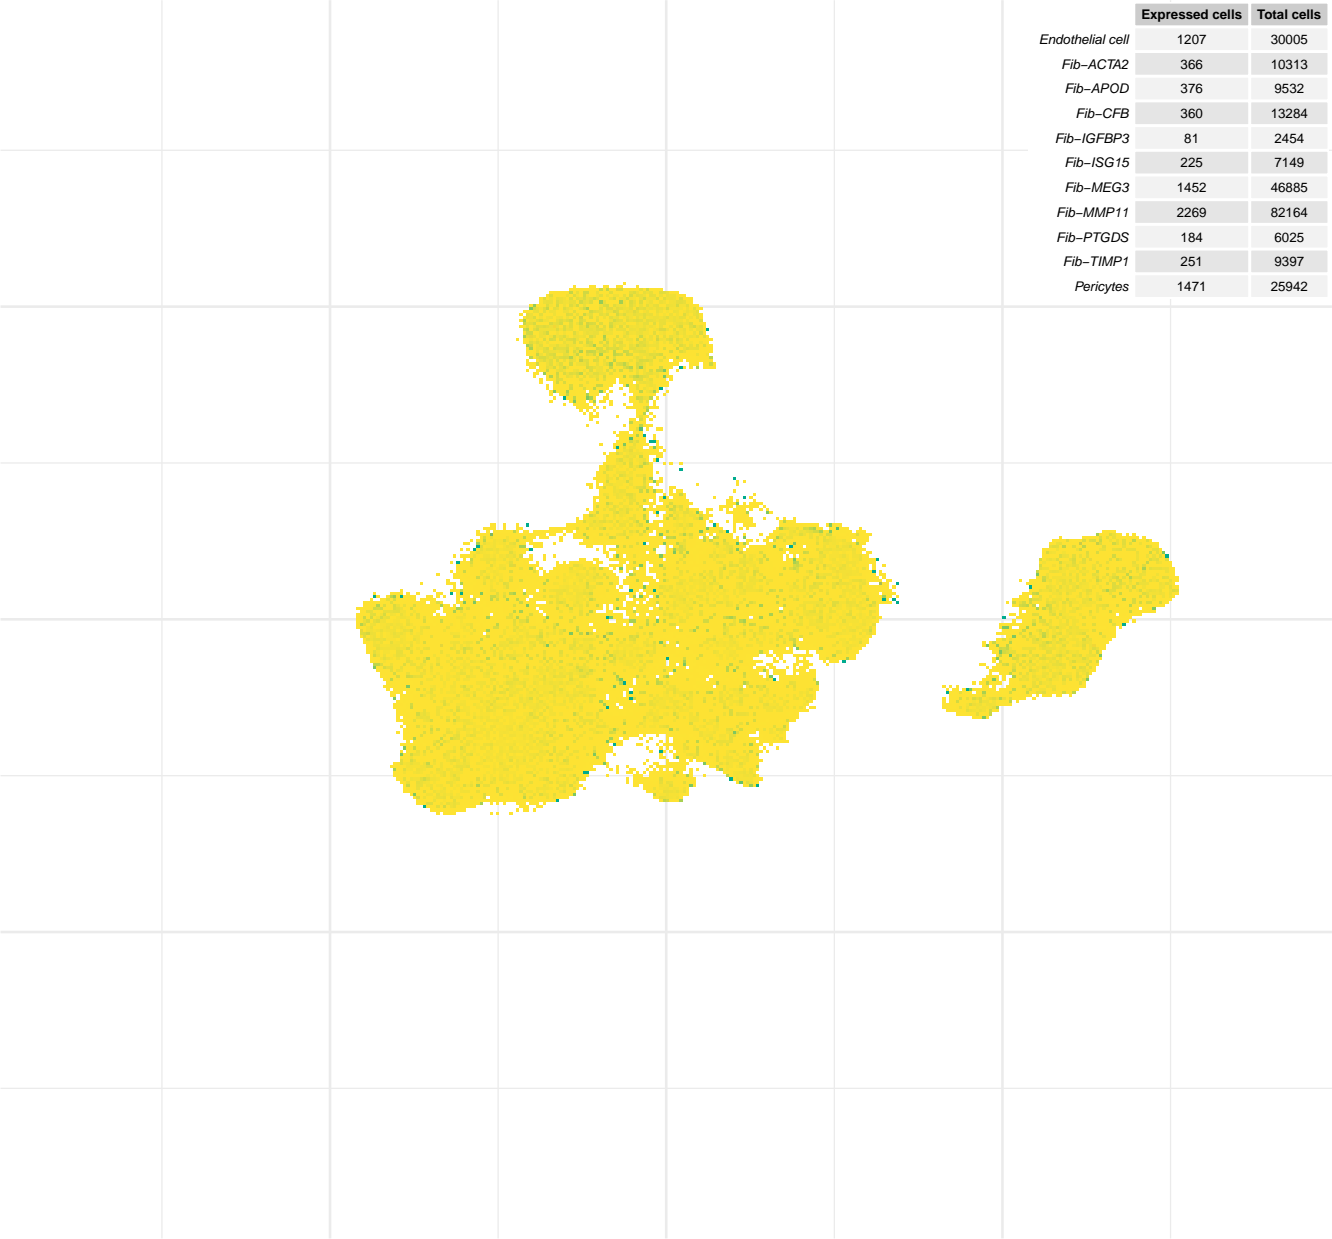 Expressed cells Total cells
Endothelial cell 1207 30005
Fib−ACTA2 366 10313
Fib−APOD 376 9532
Fib−CFB 360 13284
Fib−IGFBP3 81 2454
Fib−ISG15 225 7149
Fib−MEG3 1452 46885
Fib−MMP11 2269 82164
Fib−PTGDS 184 6025
Fib−TIMP1 251 9397
Pericytes 1471 25942